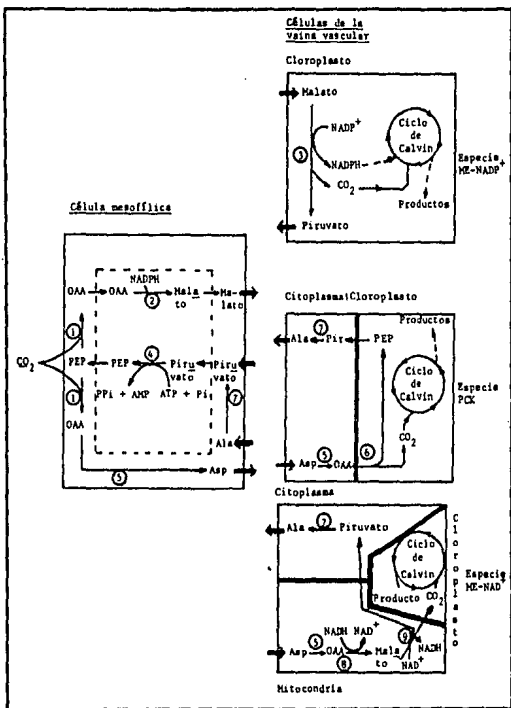 Células de la
vaina vascular
Cloroplasto
Malato
NADP+
③
NADPH
CO2
Ciclo
de
Calvin
Productos
Piruvato
Especie
ME-NADP+
Célula mesofílica
NADPH
OAA
OAA
②
Mala
to
Ma-
lato
①
CO2
PEP
PEP
④
Piru
vato
Piru
vato
①
PPi + AMP
ATP + Pi
⑦
OAA
Ala
⑤
Asp
Citoplasma
Cloroplasto
Ala
⑦
Pir
PEP
Productos
Ciclo
de
Calvin
CO2
Especie
PCK
Asp
⑤
OAA
⑥
Citoplasma
Ala
⑦
Piruvato
Ciclo
de
Calvin
Producto
CO2
Cloroplasto
Especie
ME-NAD+
NADH
NAD+
⑨
Asp
⑤
OAA
⑧
Mala
to
NAD+
NADH
Mitocondria